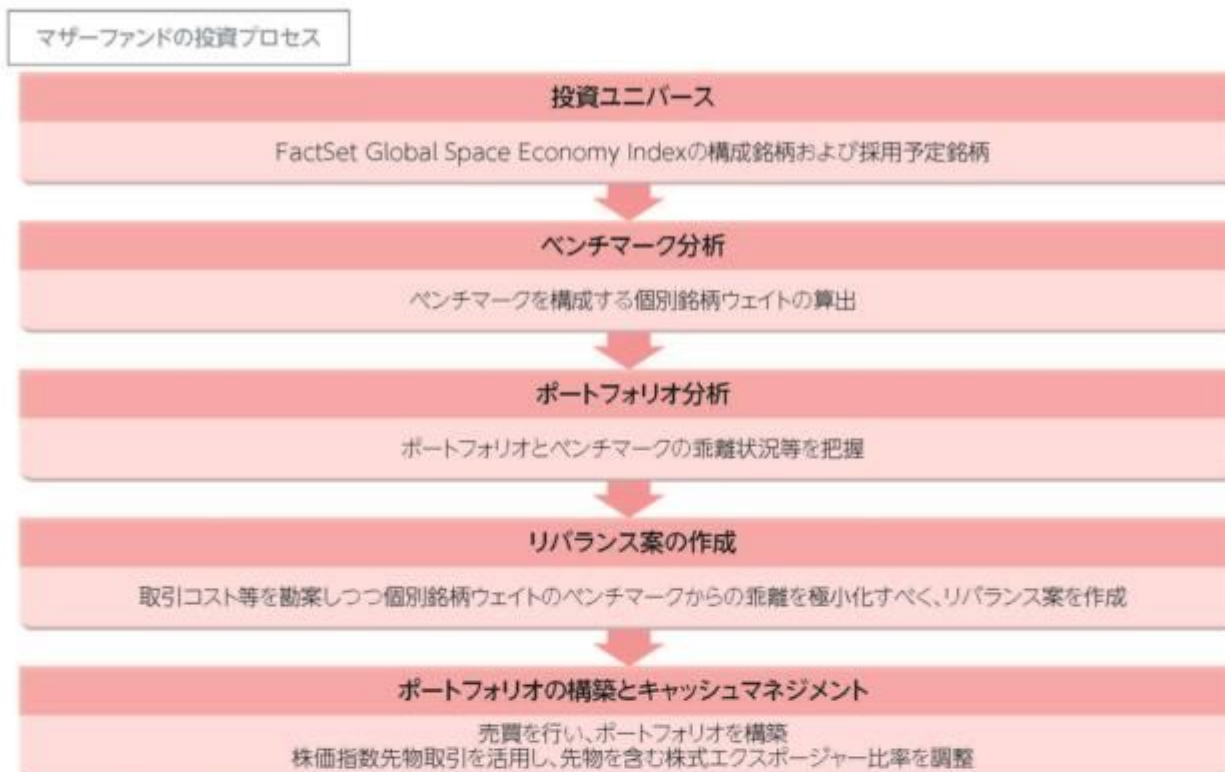 マザーファンドの投資プロセス
投資ユニバース
FactSet Global Space Economy Indexの構成銘柄および採用予定銘柄
ベンチマーク分析
ベンチマークを構成する個別銘柄ウェイトの算出
ポートフォリオ分析
ポートフォリオとベンチマークの乖離状況等を把握
リバランス案の作成
取引コスト等を勘案しつつ個別銘柄ウェイトのベンチマークからの乖離を極小化すべく、リバランス案を作成
ポートフォリオの構築とキャッシュマネジメント
売買を行い、ポートフォリオを構築
株価指数先物取引を活用し、先物を含む株式エクスポージャー比率を調整